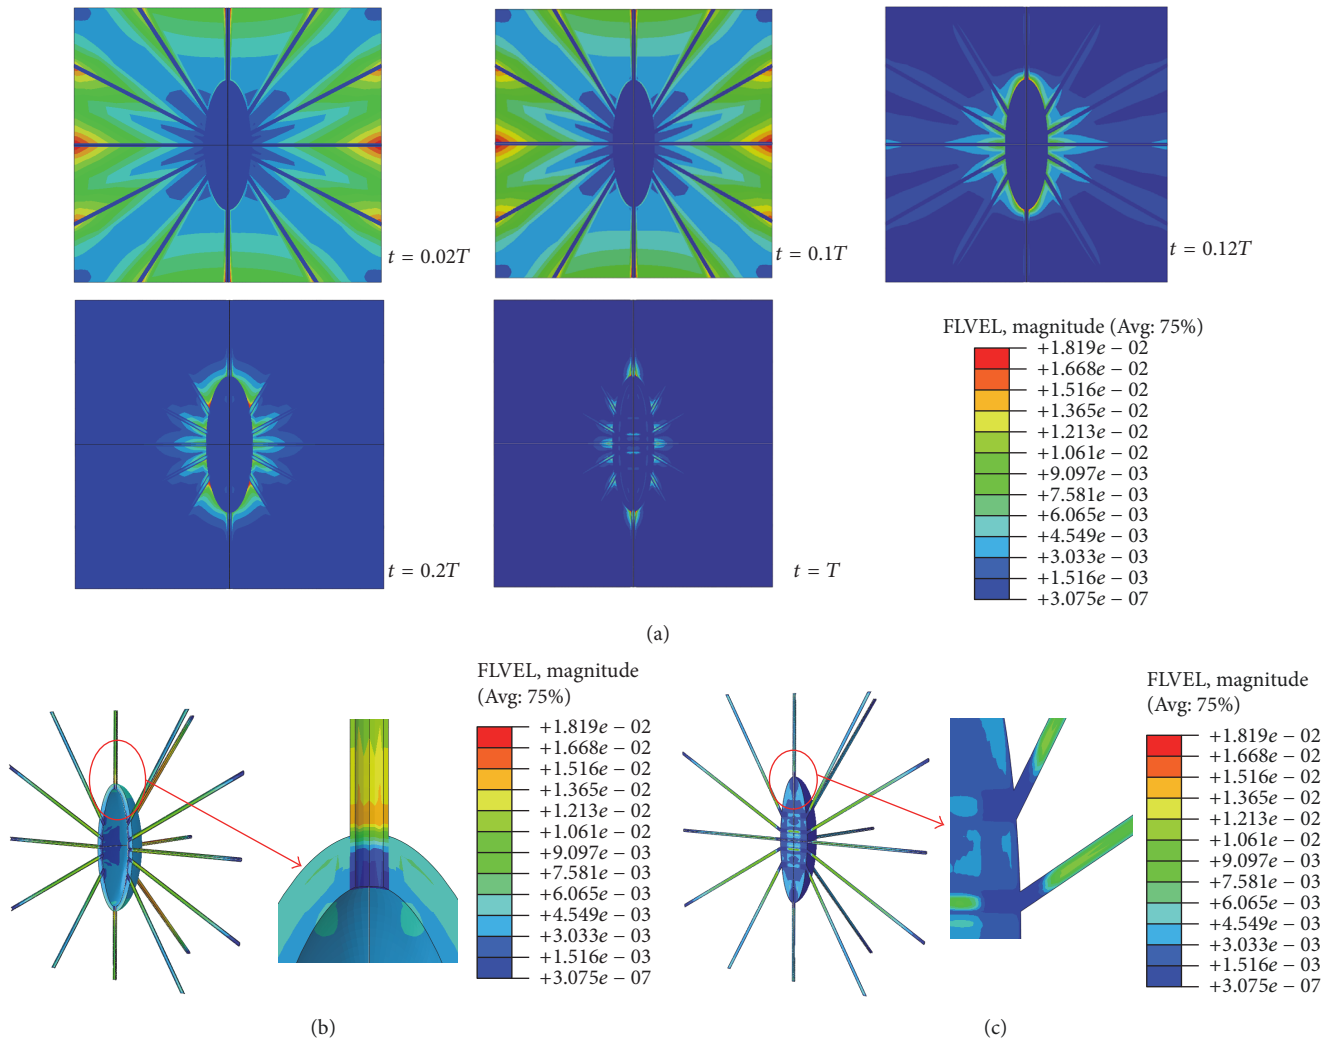 t = 0.02T
t = 0.1T
t = 0.12T
t = 0.2T
t = T
FLVEL, magnitude (Avg: 75%)
+1.819e − 02
+1.668e − 02
+1.516e − 02
+1.365e − 02
+1.213e − 02
+1.061e − 02
+9.097e − 03
+7.581e − 03
+6.065e − 03
+4.549e − 03
+3.033e − 03
+1.516e − 03
+3.075e − 07
(a)
FLVEL, magnitude
(Avg: 75%)
+1.819e − 02
+1.668e − 02
+1.516e − 02
+1.365e − 02
+1.213e − 02
+1.061e − 02
+9.097e − 03
+7.581e − 03
+6.065e − 03
+4.549e − 03
+3.033e − 03
+1.516e − 03
+3.075e − 07
(b)
FLVEL, magnitude
(Avg: 75%)
+1.819e − 02
+1.668e − 02
+1.516e − 02
+1.365e − 02
+1.213e − 02
+1.061e − 02
+9.097e − 03
+7.581e − 03
+6.065e − 03
+4.549e − 03
+3.033e − 03
+1.516e − 03
+3.075e − 07
(c)